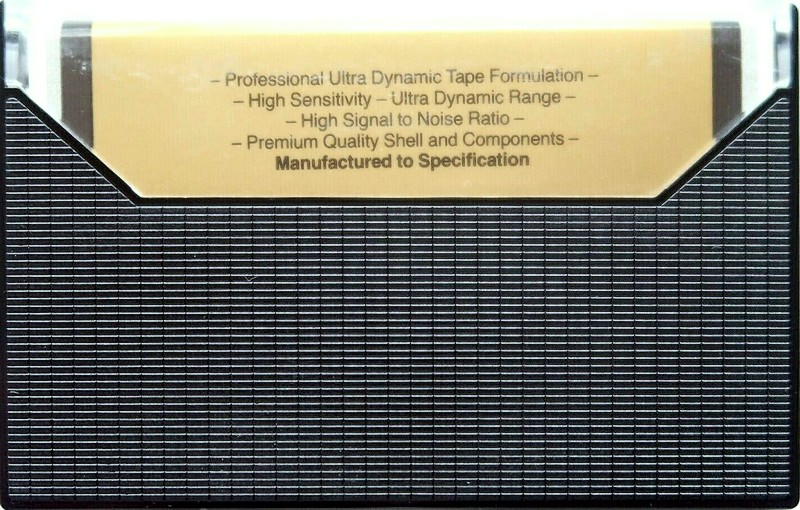 – Professional Ultra Dynamic Tape Formulation –
– High Sensitivity – Ultra Dynamic Range –
– High Signal to Noise Ratio –
– Premium Quality Shell and Components –
Manufactured to Specification